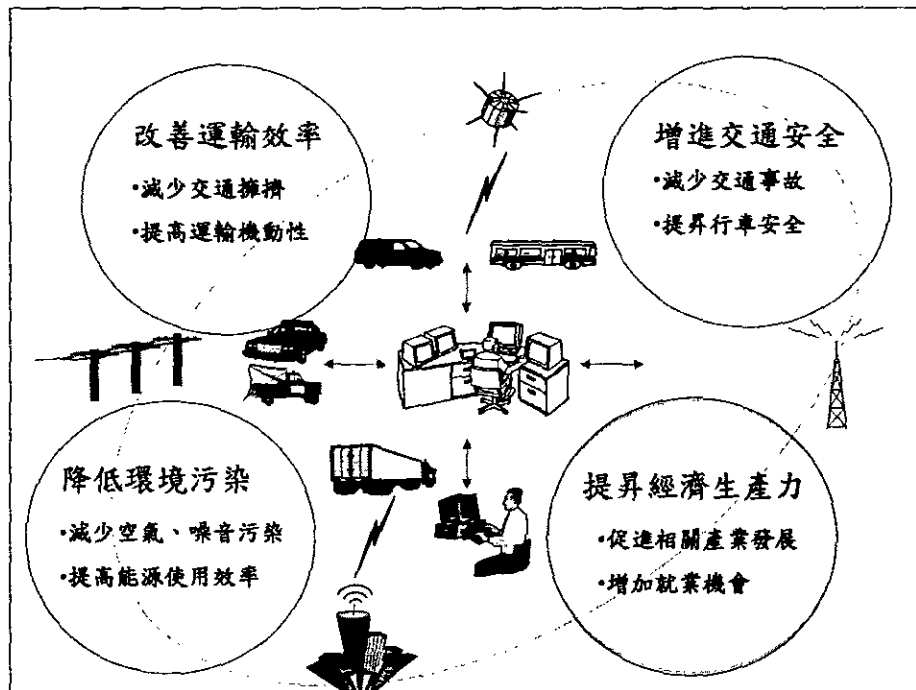 改善運輸效率
•減少交通擁擠
•提高運輸機動性
增進交通安全
•減少交通事故
•提昇行車安全
降低環境污染
•減少空氣、噪音污染
•提高能源使用效率
提昇經濟生產力
•促進相關產業發展
•增加就業機會